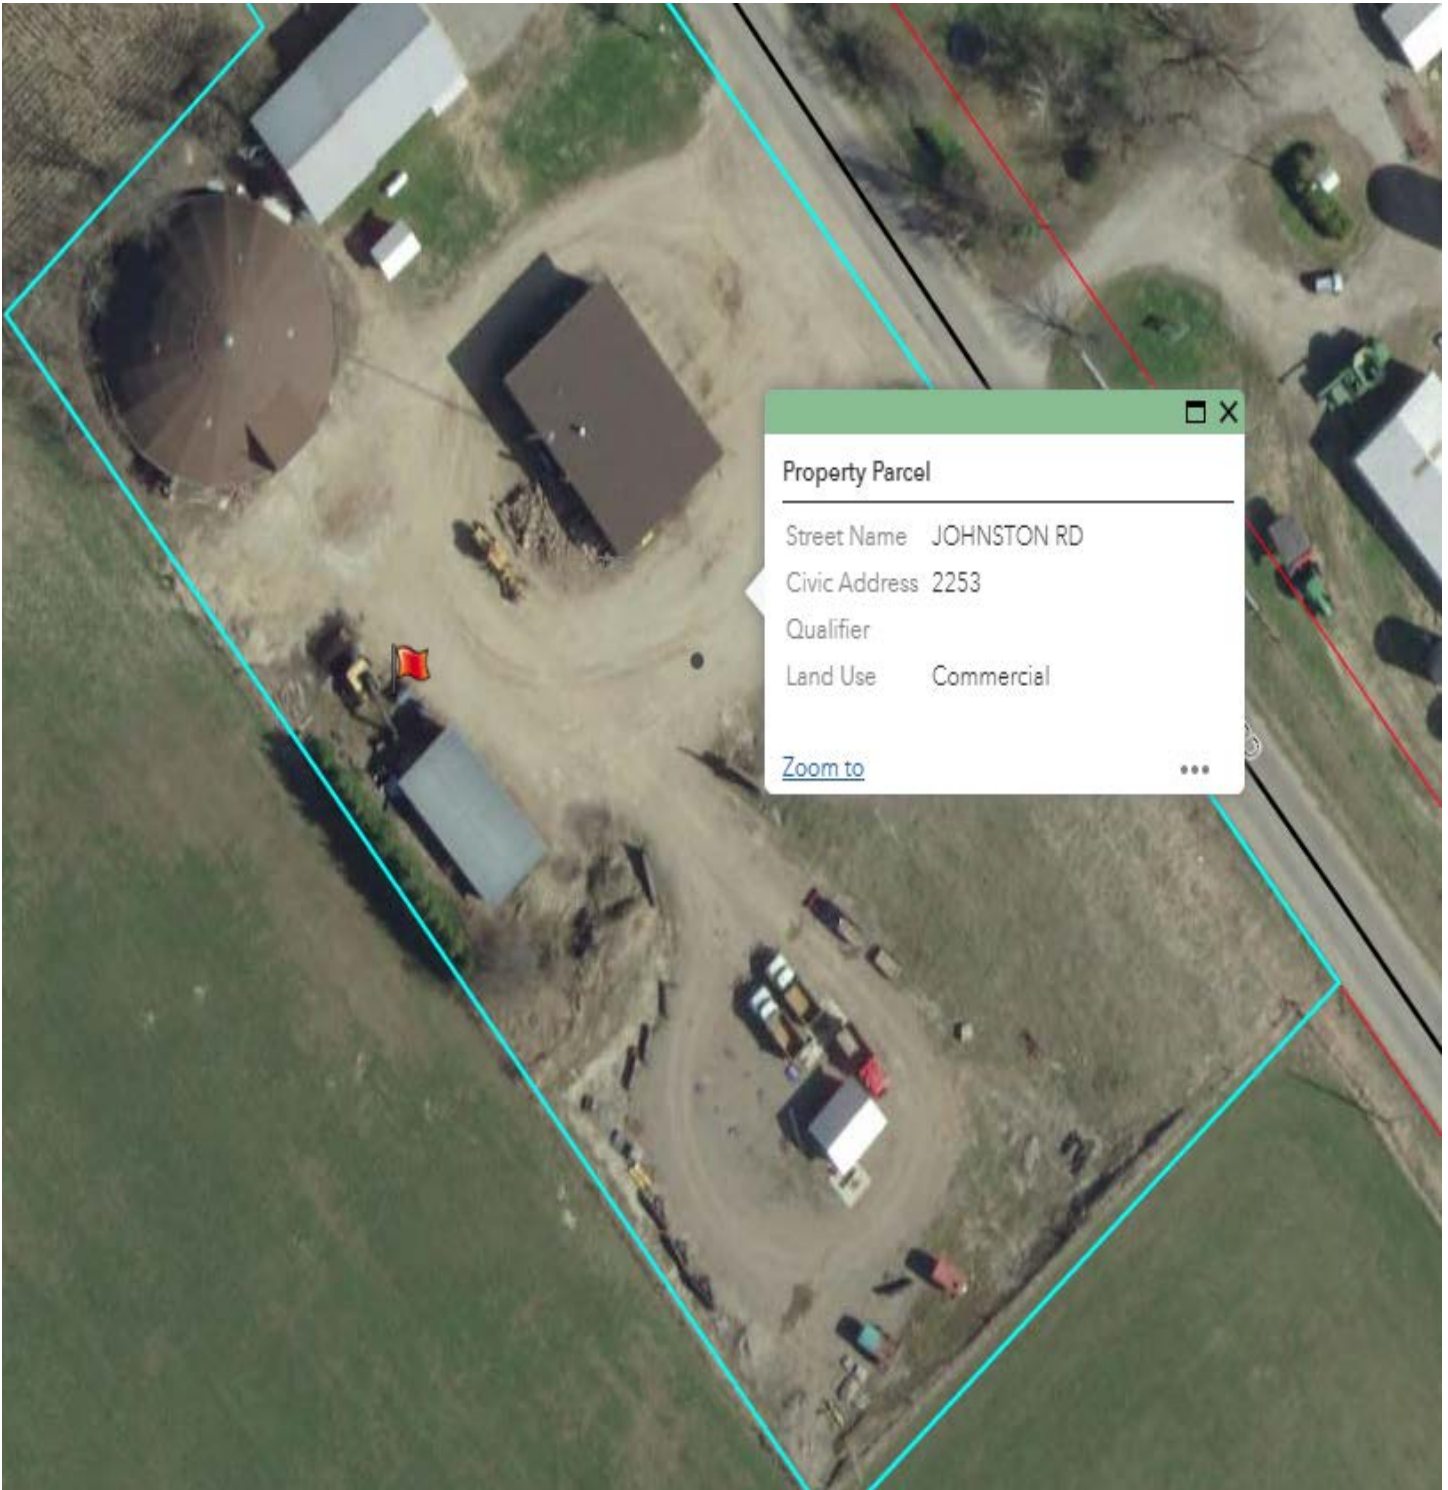 Property Parcel
Street Name JOHNSTON RD
Civic Address 2253
Qualifier
Land Use Commercial
Zoom to